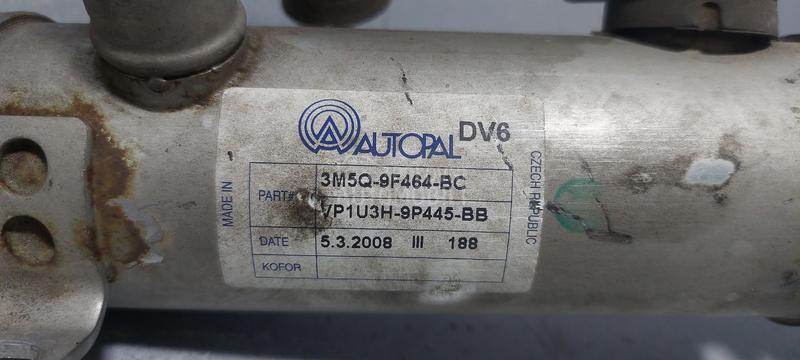 AUTOPAL DV6
MADE IN
CZECH REPUBLIC
PART# 3M5Q-9F464-BC
VP1U3H-9P445-BB
DATE 5.3.2008 III 188
KOFOR